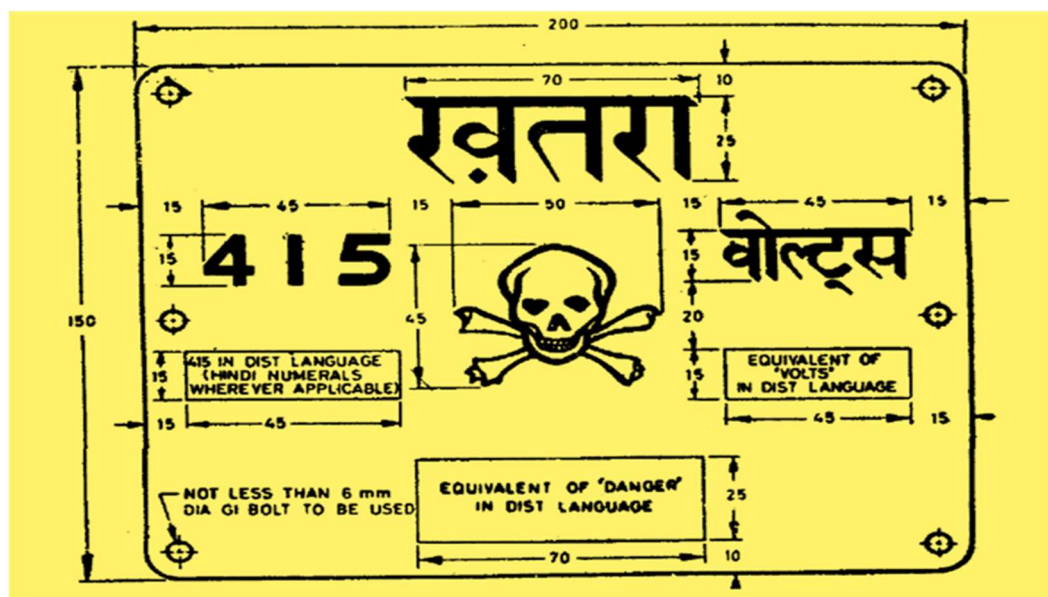 200
70 10
ख़तरा
25
15 45 15 50 15 45 15
15 415 45 15 वोल्ट्स
150 20
15 415 IN DIST LANGUAGE
(HINDI NUMERALS
WHEREVER APPLICABLE)
15 EQUIVALENT OF
"VOLTS"
IN DIST LANGUAGE
15 45 45 15
NOT LESS THAN 6 mm
DIA GI BOLT TO BE USED
EQUIVALENT OF 'DANGER'
IN DIST LANGUAGE
25
70 10